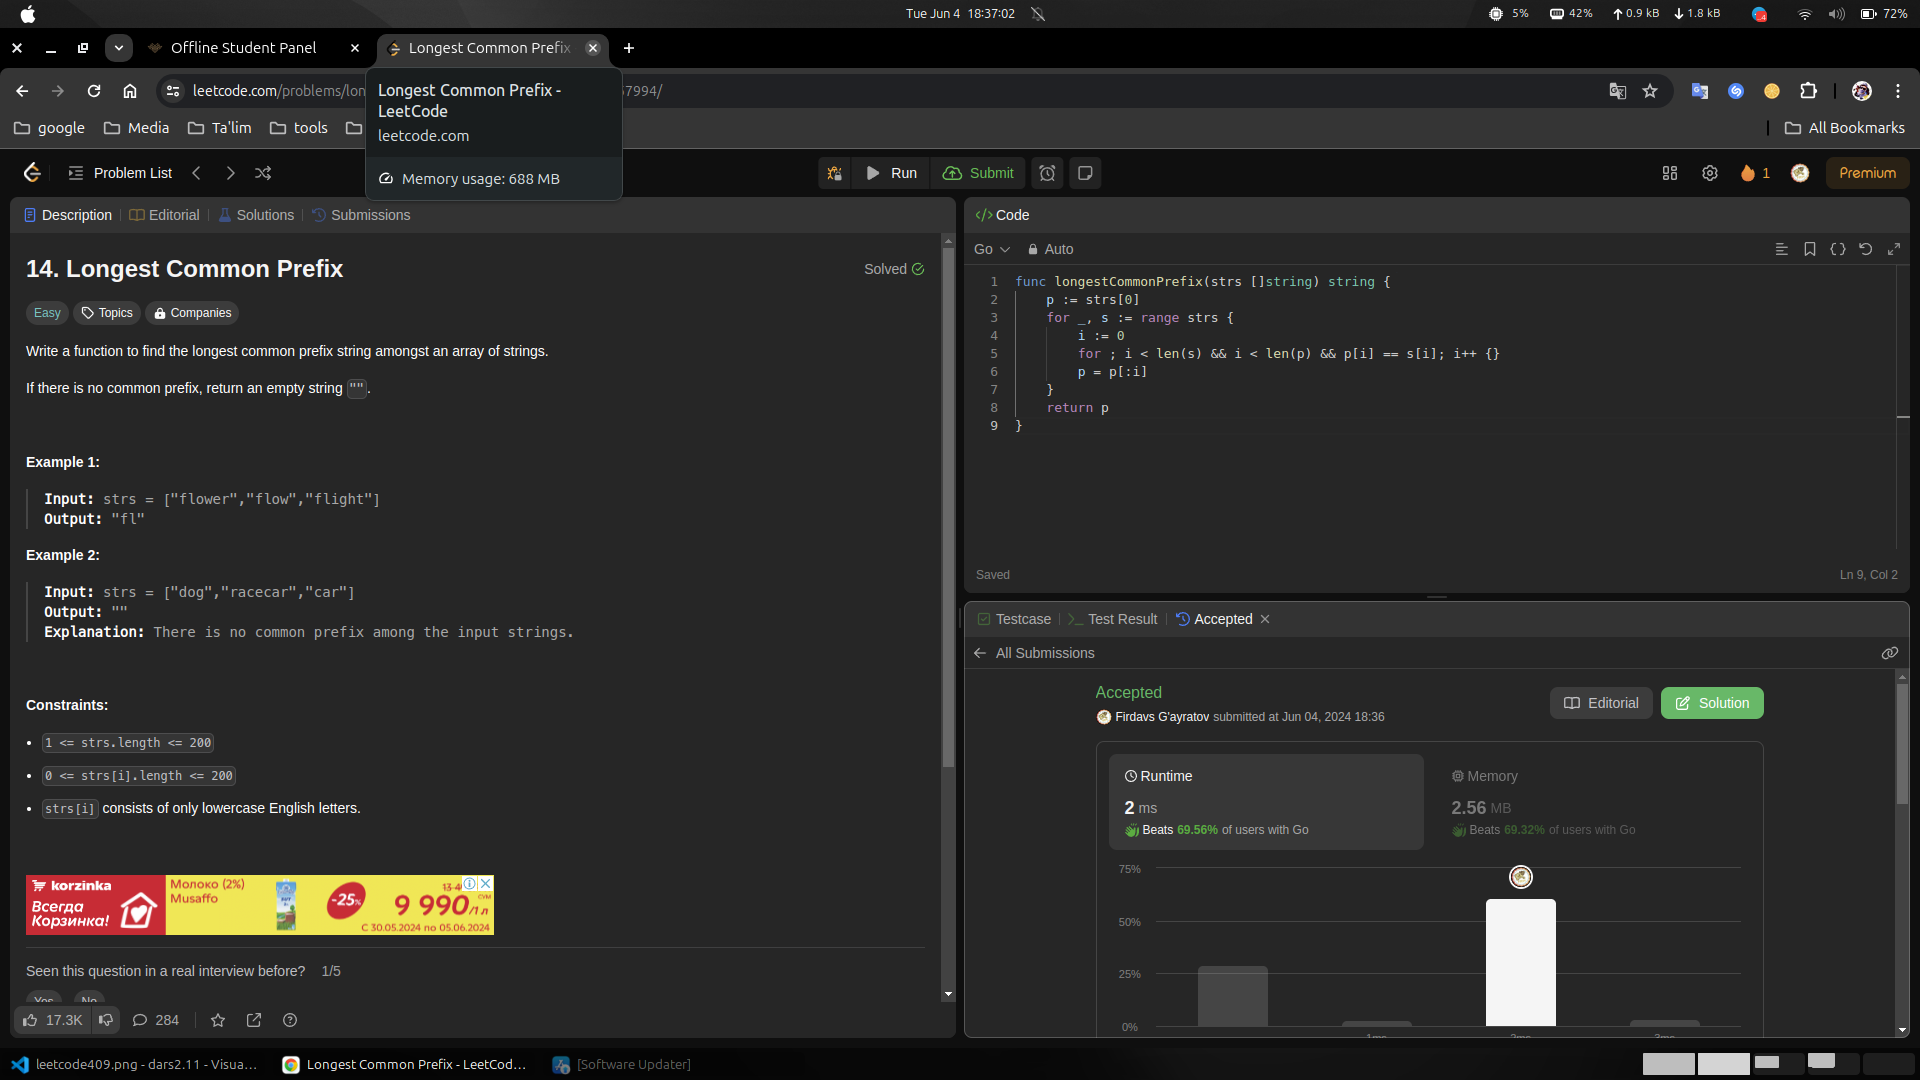 Tue Jun 4 18:37:02
5%
42%
0.9 kB
1.8 kB
72%
Offline Student Panel
Longest Common Prefix
leetcode.com/problems/lon
57994/
Longest Common Prefix -
LeetCode
leetcode.com
Memory usage: 688 MB
google
Media
Ta'lim
tools
All Bookmarks
Problem List
Run
Submit
1
Premium
Description
Editorial
Solutions
Submissions
14. Longest Common Prefix
Solved
Easy
Topics
Companies
Write a function to find the longest common prefix string amongst an array of strings.
If there is no common prefix, return an empty string "".
Example 1:
Input: strs = ["flower","flow","flight"]
Output: "fl"
Example 2:
Input: strs = ["dog","racecar","car"]
Output: ""
Explanation: There is no common prefix among the input strings.
Constraints:
1 <= strs.length <= 200
0 <= strs[i].length <= 200
strs[i] consists of only lowercase English letters.
korzinka
Всегда
Корзинка!
Молоко (2%)
Musaffo
-25%
9 990/1 л
сум
С 30.05.2024 по 05.06.2024
Seen this question in a real interview before? 1/5
Yes
No
17.3K
284
</> Code
Go
Auto
1 func longestCommonPrefix(strs []string) string {
2 p := strs[0]
3 for _, s := range strs {
4 i := 0
5 for ; i < len(s) && i < len(p) && p[i] == s[i]; i++ {}
6 p = p[:i]
7 }
8 return p
9 }
Saved
Ln 9, Col 2
Testcase
Test Result
Accepted
All Submissions
Accepted
Firdavs G'ayratov submitted at Jun 04, 2024 18:36
Editorial
Solution
Runtime
2 ms
Beats 69.56% of users with Go
Memory
2.56 MB
Beats 69.32% of users with Go
75%
50%
25%
0%
1ms
2ms
3ms
leetcode409.png - dars2.11 - Visua...
Longest Common Prefix - LeetCod...
[Software Updater]